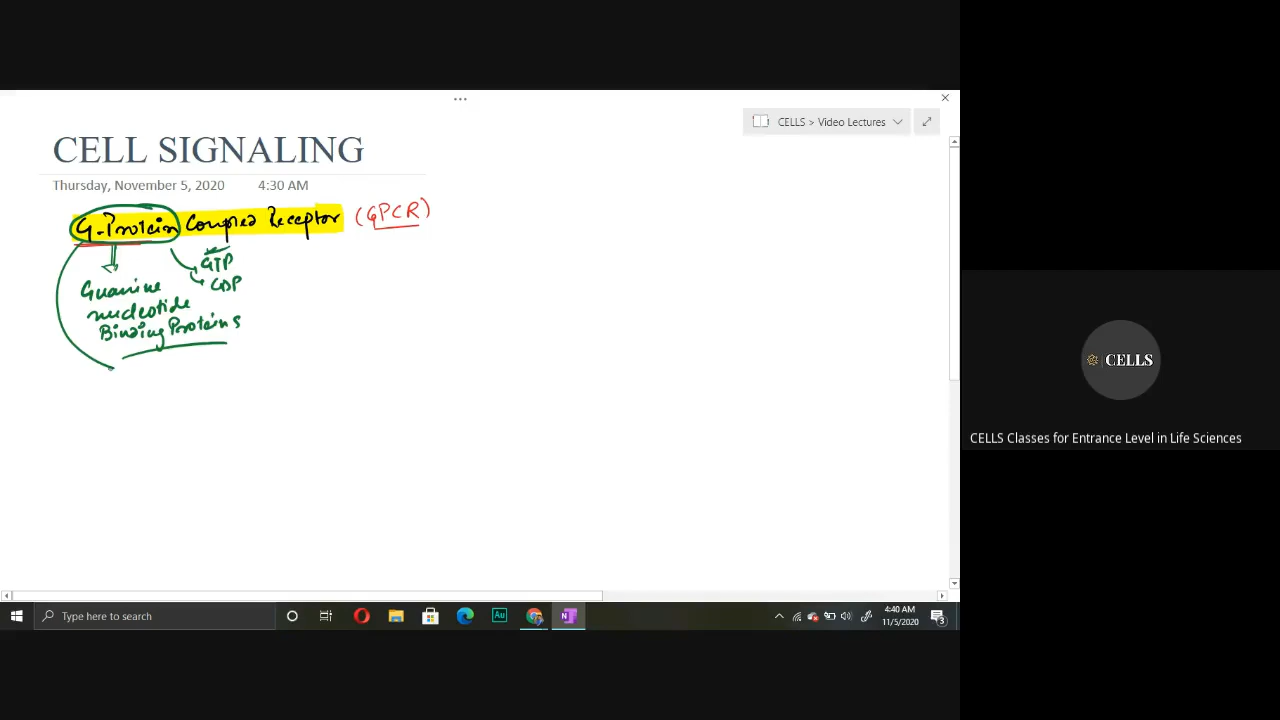 CELLS > Video Lectures
CELL SIGNALING
Thursday, November 5, 2020 4:30 AM
G-Protein Coupled Receptor (GPCR)
GTP
GDP
Guanine
nucleotide
Binding Proteins
CELLS
CELLS Classes for Entrance Level in Life Sciences
Type here to search
Au
4:40 AM
11/5/2020
3